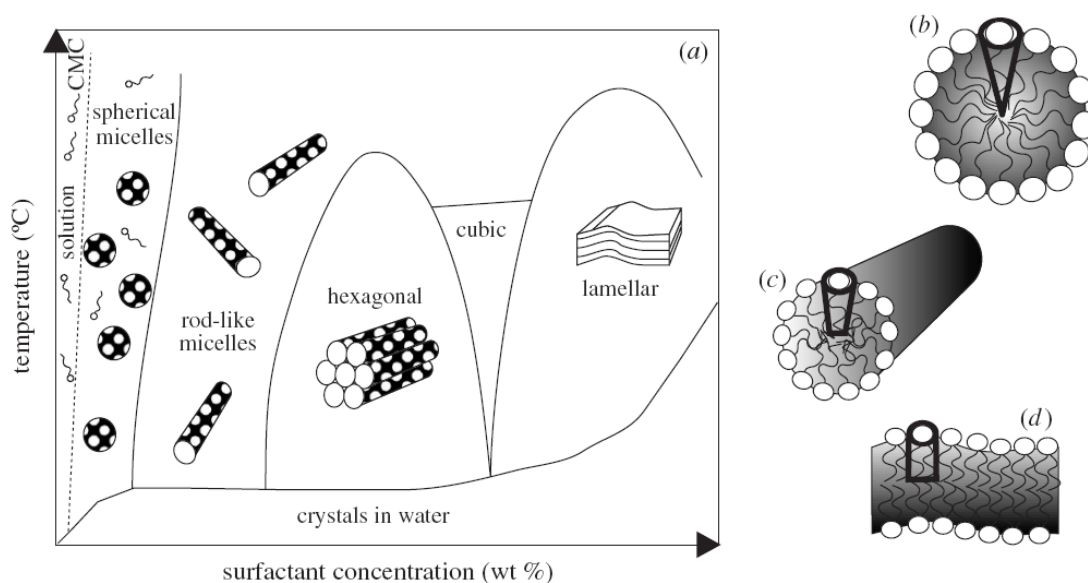 (a)
(b)
CMC
spherical
micelles
solution
cubic
temperature (ºC)
lamellar
(c)
hexagonal
rod-like
micelles
(d)
crystals in water
surfactant concentration (wt %)